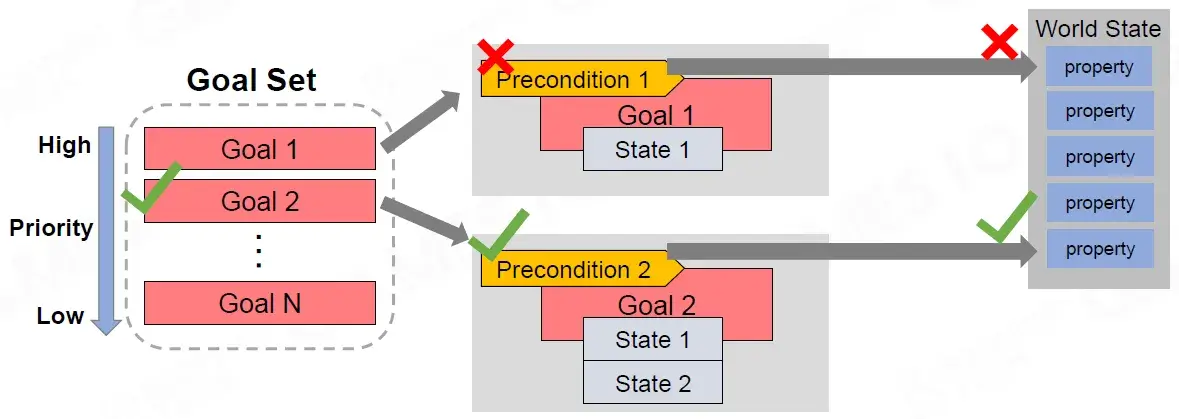 Goal Set
High
Priority
Low
Goal 1
Goal 2
⋮
Goal N
Precondition 1
Goal 1
State 1
Precondition 2
Goal 2
State 1
State 2
World State
property
property
property
property
property